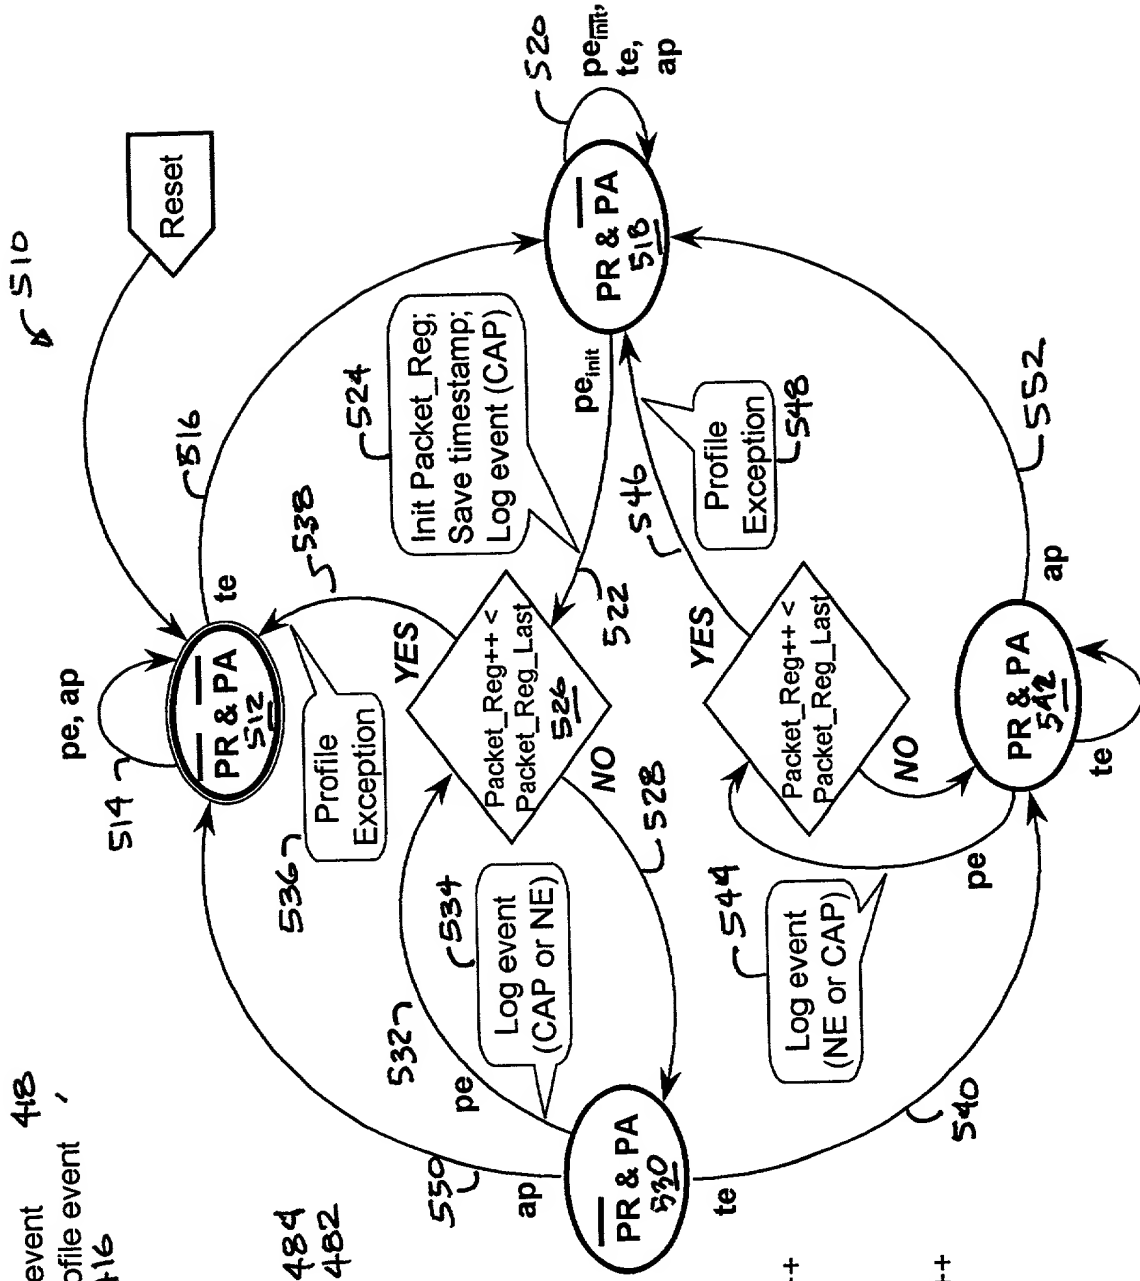 510
Reset
pe, ap
514
PR & PA
512
te
516
538
Profile
Exception
536
YES
Packet_Reg++ <
Packet_Reg_Last
526
NO
528
Init Packet_Reg;
Save timestamp;
Log event (CAP)
524
pe init
522
PR & PA
518
520
pe init,
te,
ap
546
Profile
Exception
548
YES
Packet_Reg++ <
Packet_Reg_Last
NO
pe
544
Log event
(NE or CAP)
PR & PA
542
te
ap
552
532
pe
534
Log event
(CAP or NE)
550
ap
PR & PA
530
te
540
event 418
ofile event
416
484
482
++
++